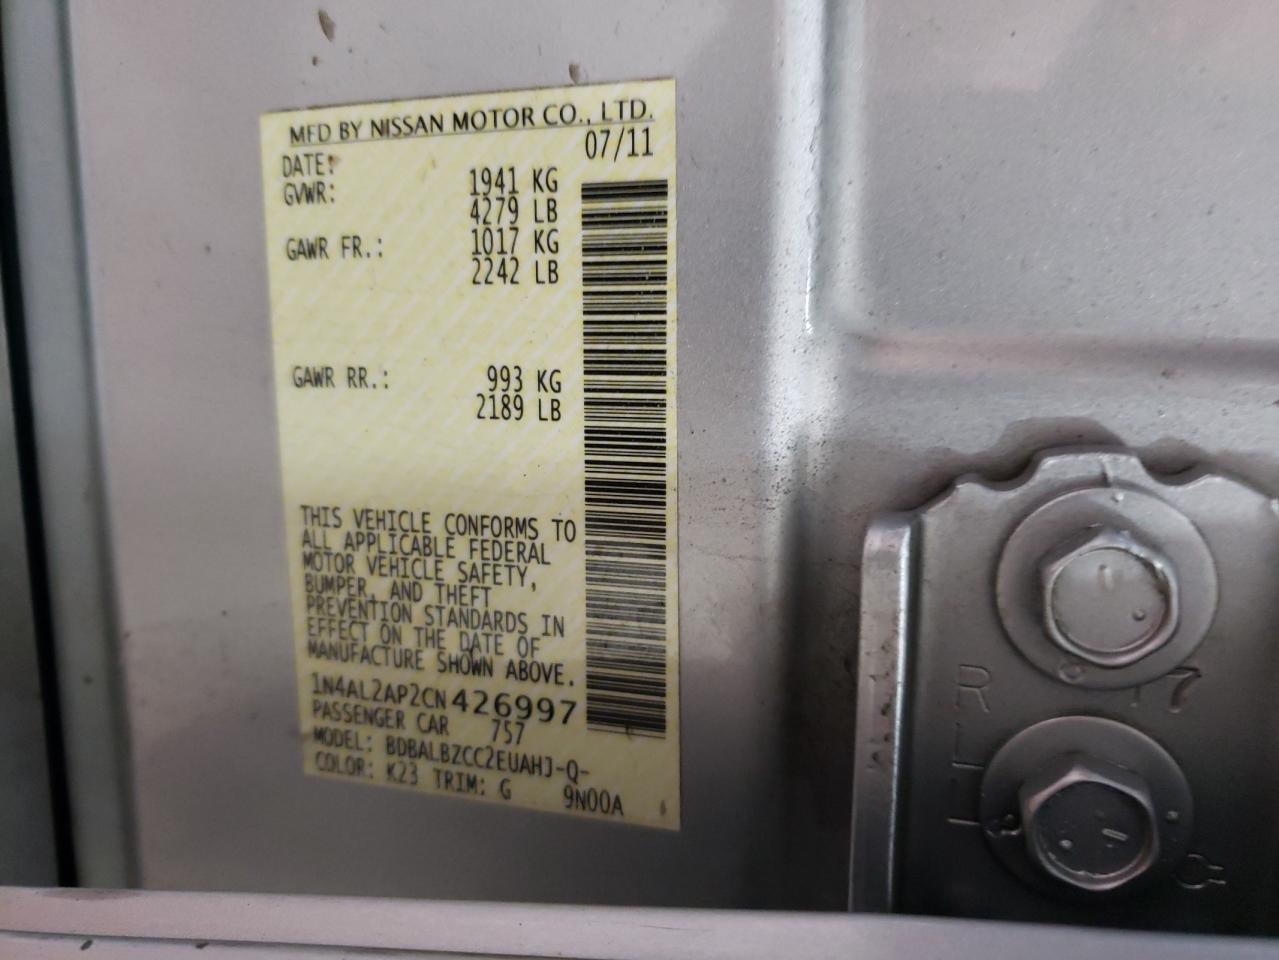 MFD BY NISSAN MOTOR CO., LTD.
DATE: 07/11
GVWR: 1941 KG
4279 LB
GAWR FR.: 1017 KG
2242 LB
GAWR RR.: 993 KG
2189 LB
THIS VEHICLE CONFORMS TO
ALL APPLICABLE FEDERAL
MOTOR VEHICLE SAFETY,
BUMPER, AND THEFT
PREVENTION STANDARDS IN
EFFECT ON THE DATE OF
MANUFACTURE SHOWN ABOVE.
1N4AL2AP2CN426997
PASSENGER CAR 757
MODEL: BDBALBZCC2EUAHJ-Q-
COLOR: K23 TRIM: G 9N00A